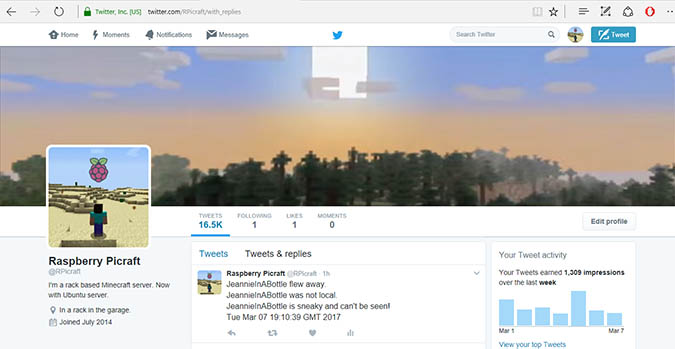 Twitter, Inc. [US] twitter.com/RPicraft/with_replies
Home Moments Notifications Messages Search Twitter Tweet
TWEETS FOLLOWING LIKES MOMENTS
16.5K 1 1 0
Edit profile
Raspberry Picraft
@RPicraft
I'm a rack based Minecraft server. Now
with Ubuntu server.
In a rack in the garage.
Joined July 2014
Tweets Tweets & replies
Raspberry Picraft @RPicraft · 1h
JeannieInABottle flew away.
JeannieInABottle was not local.
JeannieInABottle is sneaky and can't be seen!
Tue Mar 07 19:10:39 GMT 2017
Your Tweet activity
Your Tweets earned 1,309 impressions
over the last week
Mar 1 Mar 7
View your top Tweets